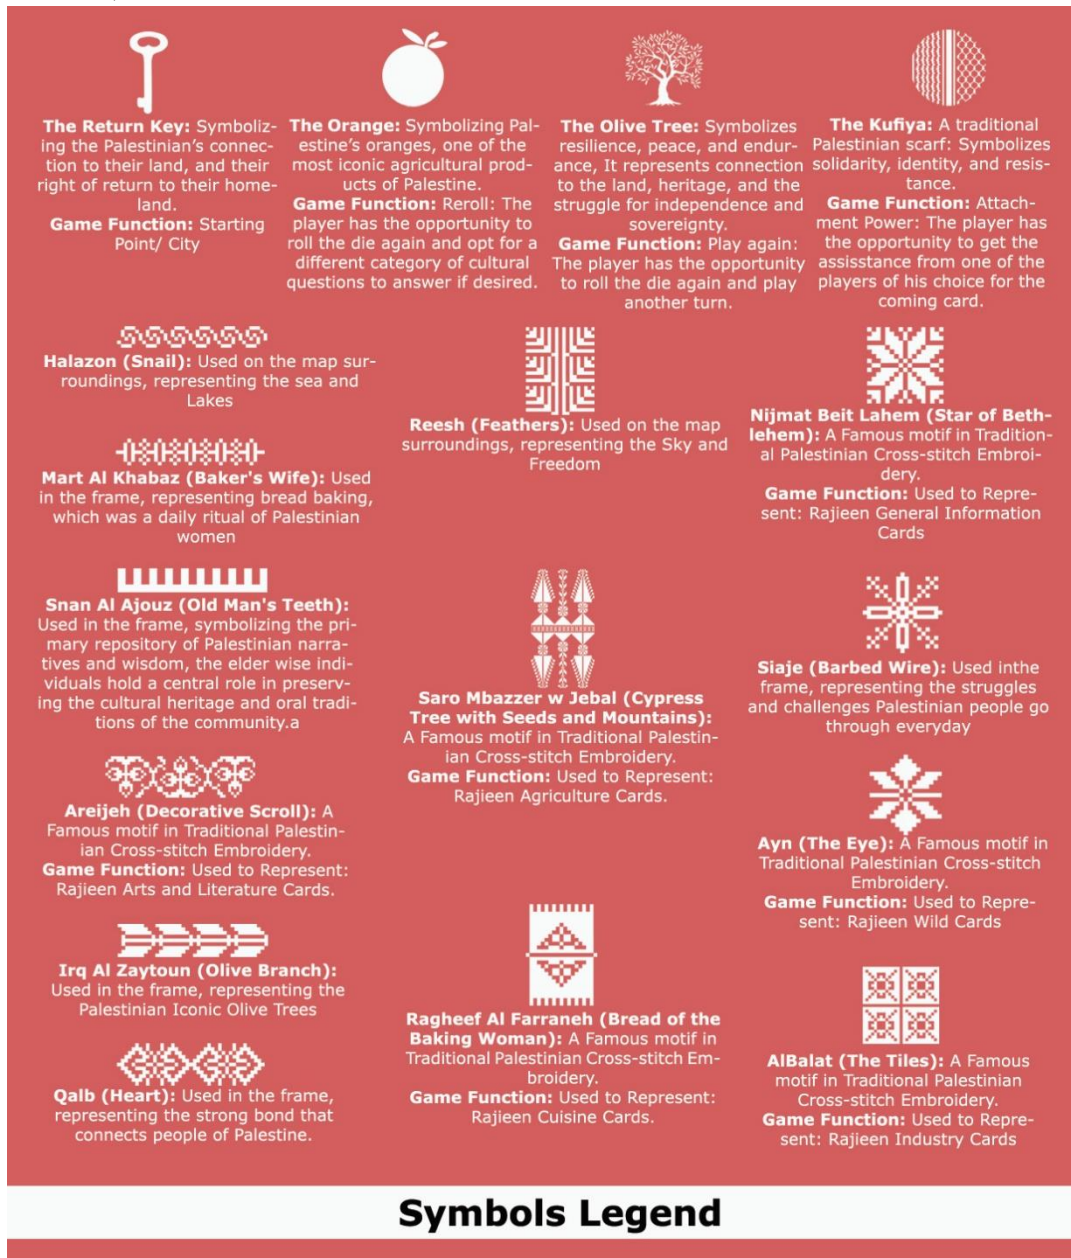 The Return Key: Symboliz-
ing the Palestinian's connec-
tion to their land, and their
right of return to their home-
land.
Game Function: Starting
Point/ City
The Orange: Symbolizing Pal-
estine's oranges, one of the
most iconic agricultural prod-
ucts of Palestine.
Game Function: Reroll: The
player has the opportunity to
roll the die again and opt for a
different category of cultural
questions to answer if desired.
The Olive Tree: Symbolizes
resilience, peace, and endur-
ance, It represents connection
to the land, heritage, and the
struggle for independence and
sovereignty.
Game Function: Play again:
The player has the opportunity
to roll the die again and play
another turn.
The Kufiya: A traditional
Palestinian scarf: Symbolizes
solidarity, identity, and resis-
tance.
Game Function: Attach-
ment Power: The player has
the opportunity to get the
assisstance from one of the
players of his choice for the
coming card.
Halazon (Snail): Used on the map sur-
roundings, representing the sea and
Lakes
Mart Al Khabaz (Baker's Wife): Used
in the frame, representing bread baking,
which was a daily ritual of Palestinian
women
Snan Al Ajouz (Old Man's Teeth):
Used in the frame, symbolizing the pri-
mary repository of Palestinian narra-
tives and wisdom, the elder wise indi-
viduals hold a central role in preserv-
ing the cultural heritage and oral tradi-
tions of the community.a
Areijeh (Decorative Scroll): A
Famous motif in Traditional Palestin-
ian Cross-stitch Embroidery.
Game Function: Used to Represent:
Rajieen Arts and Literature Cards.
Irq Al Zaytoun (Olive Branch):
Used in the frame, representing the
Palestinian Iconic Olive Trees
Qalb (Heart): Used in the frame,
representing the strong bond that
connects people of Palestine.
Reesh (Feathers): Used on the map
surroundings, representing the Sky and
Freedom
Saro Mbazzer w Jebal (Cypress
Tree with Seeds and Mountains):
A Famous motif in Traditional Palestin-
ian Cross-stitch Embroidery.
Game Function: Used to Represent:
Rajieen Agriculture Cards.
Ragheef Al Farraneh (Bread of the
Baking Woman): A Famous motif in
Traditional Palestinian Cross-stitch Em-
broidery.
Game Function: Used to Represent:
Rajieen Cuisine Cards.
Nijmat Beit Lahem (Star of Beth-
lehem): A Famous motif in Tradition-
al Palestinian Cross-stitch Embroi-
dery.
Game Function: Used to Repre-
sent: Rajieen General Information
Cards
Siaje (Barbed Wire): Used inthe
frame, representing the struggles
and challenges Palestinian people go
through everyday
Ayn (The Eye): A Famous motif in
Traditional Palestinian Cross-stitch
Embroidery.
Game Function: Used to Repre-
sent: Rajieen Wild Cards
AlBalat (The Tiles): A Famous
motif in Traditional Palestinian
Cross-stitch Embroidery.
Game Function: Used to Repre-
sent: Rajieen Industry Cards
Symbols Legend